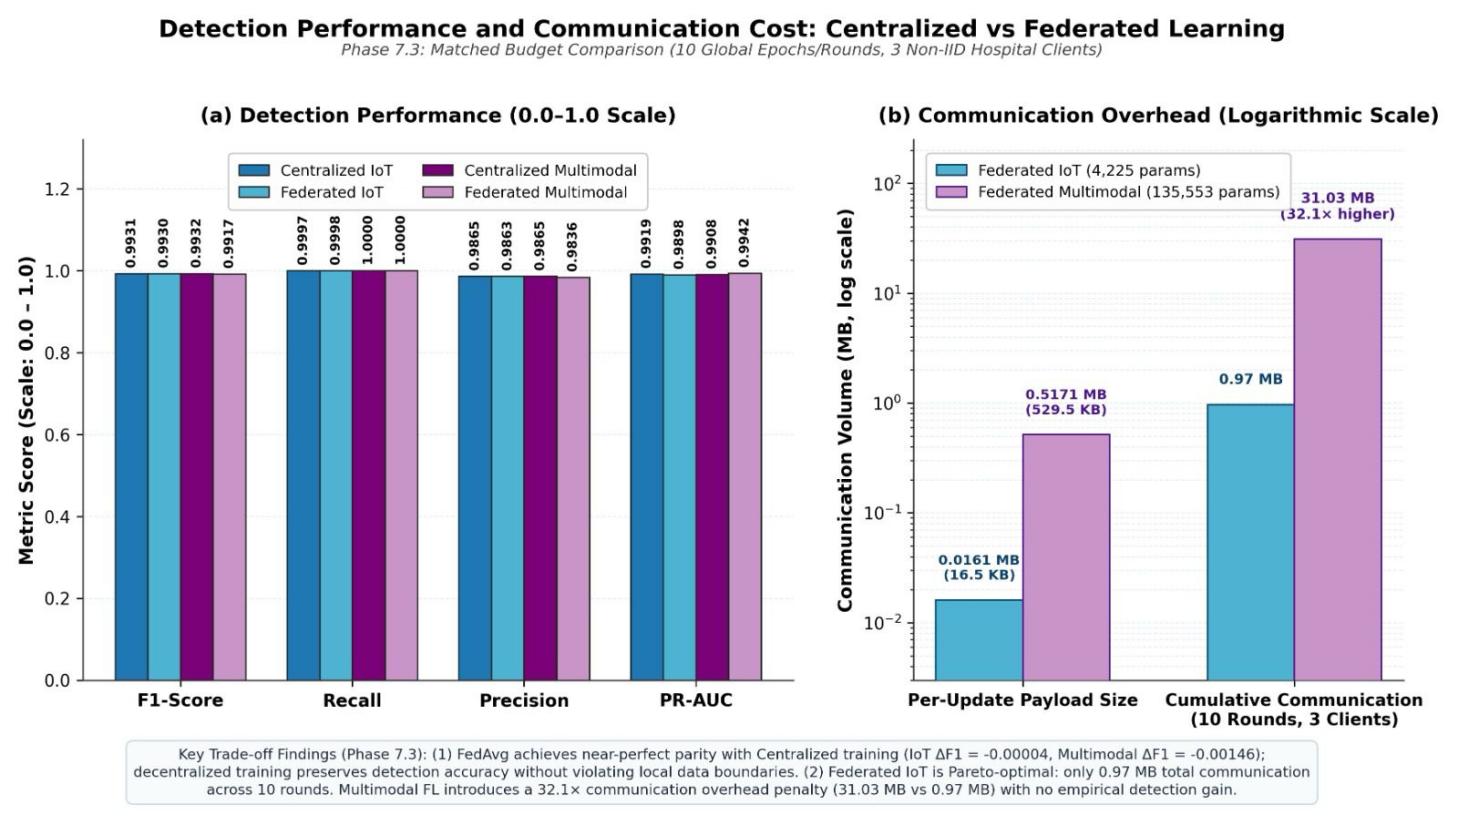 Detection Performance and Communication Cost: Centralized vs Federated Learning
Phase 7.3: Matched Budget Comparison (10 Global Epochs/Rounds, 3 Non-IID Hospital Clients)
(a) Detection Performance (0.0–1.0 Scale)
Centralized IoT
Federated IoT
Centralized Multimodal
Federated Multimodal
Metric Score (Scale: 0.0 – 1.0)
1.2
1.0
0.8
0.6
0.4
0.2
0.0
0.9931
0.9930
0.9932
0.9917
0.9997
0.9998
1.0000
1.0000
0.9865
0.9863
0.9865
0.9836
0.9919
0.9898
0.9908
0.9942
F1-Score
Recall
Precision
PR-AUC
(b) Communication Overhead (Logarithmic Scale)
Federated IoT (4,225 params)
Federated Multimodal (135,553 params)
Communication Volume (MB, log scale)
10²
10¹
10⁰
10⁻¹
10⁻²
0.0161 MB
(16.5 KB)
0.5171 MB
(529.5 KB)
0.97 MB
31.03 MB
(32.1× higher)
Per-Update Payload Size
Cumulative Communication
(10 Rounds, 3 Clients)
Key Trade-off Findings (Phase 7.3): (1) FedAvg achieves near-perfect parity with Centralized training (IoT ΔF1 = -0.00004, Multimodal ΔF1 = -0.00146);
decentralized training preserves detection accuracy without violating local data boundaries. (2) Federated IoT is Pareto-optimal: only 0.97 MB total communication
across 10 rounds. Multimodal FL introduces a 32.1× communication overhead penalty (31.03 MB vs 0.97 MB) with no empirical detection gain.